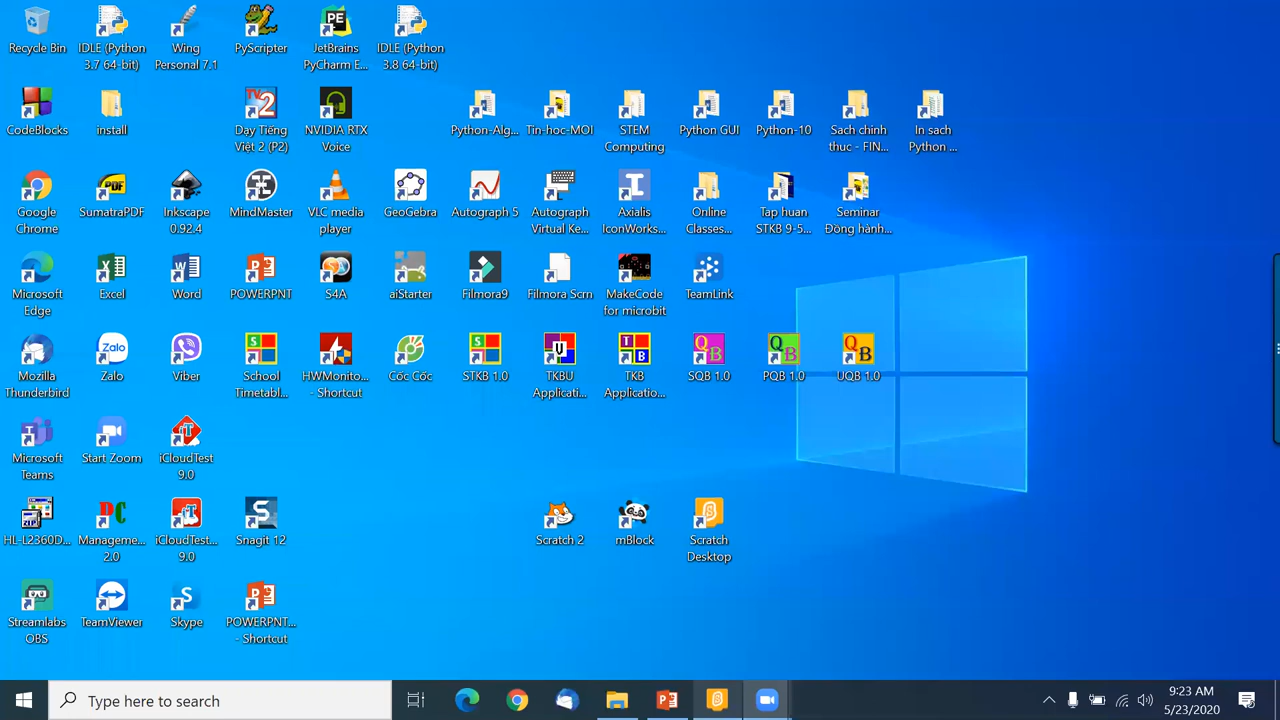 Recycle Bin
IDLE (Python
3.7 64-bit)
Wing
Personal 7.1
PyScripter
JetBrains
PyCharm E...
IDLE (Python
3.8 64-bit)
CodeBlocks
install
Dạy Tiếng
Việt 2 (P2)
NVIDIA RTX
Voice
Python-Alg...
Tin-hoc-MOI
STEM
Computing
Python GUI
Python-10
Sach chinh
thuc - FIN...
In sach
Python ...
Google
Chrome
SumatraPDF
Inkscape
0.92.4
MindMaster
VLC media
player
GeoGebra
Autograph 5
Autograph
Virtual Ke...
Axialis
IconWorks...
Online
Classes...
Tap huan
STKB 9-5...
Seminar
Đồng hành...
Microsoft
Edge
Excel
Word
POWERPNT
S4A
aiStarter
Filmora9
Filmora Scrn
MakeCode
for microbit
TeamLink
Mozilla
Thunderbird
Zalo
Viber
School
Timetabl...
HWMonito...
- Shortcut
Cốc Cốc
STKB 1.0
TKBU
Applicati...
TKB
Applicatio...
SQB 1.0
PQB 1.0
UQB 1.0
Microsoft
Teams
Start Zoom
iCloudTest
9.0
HL-L2360D...
Manageme...
2.0
iCloudTest...
9.0
Snagit 12
Scratch 2
mBlock
Scratch
Desktop
Streamlabs
OBS
TeamViewer
Skype
POWERPNT...
- Shortcut
Type here to search
9:23 AM
5/23/2020